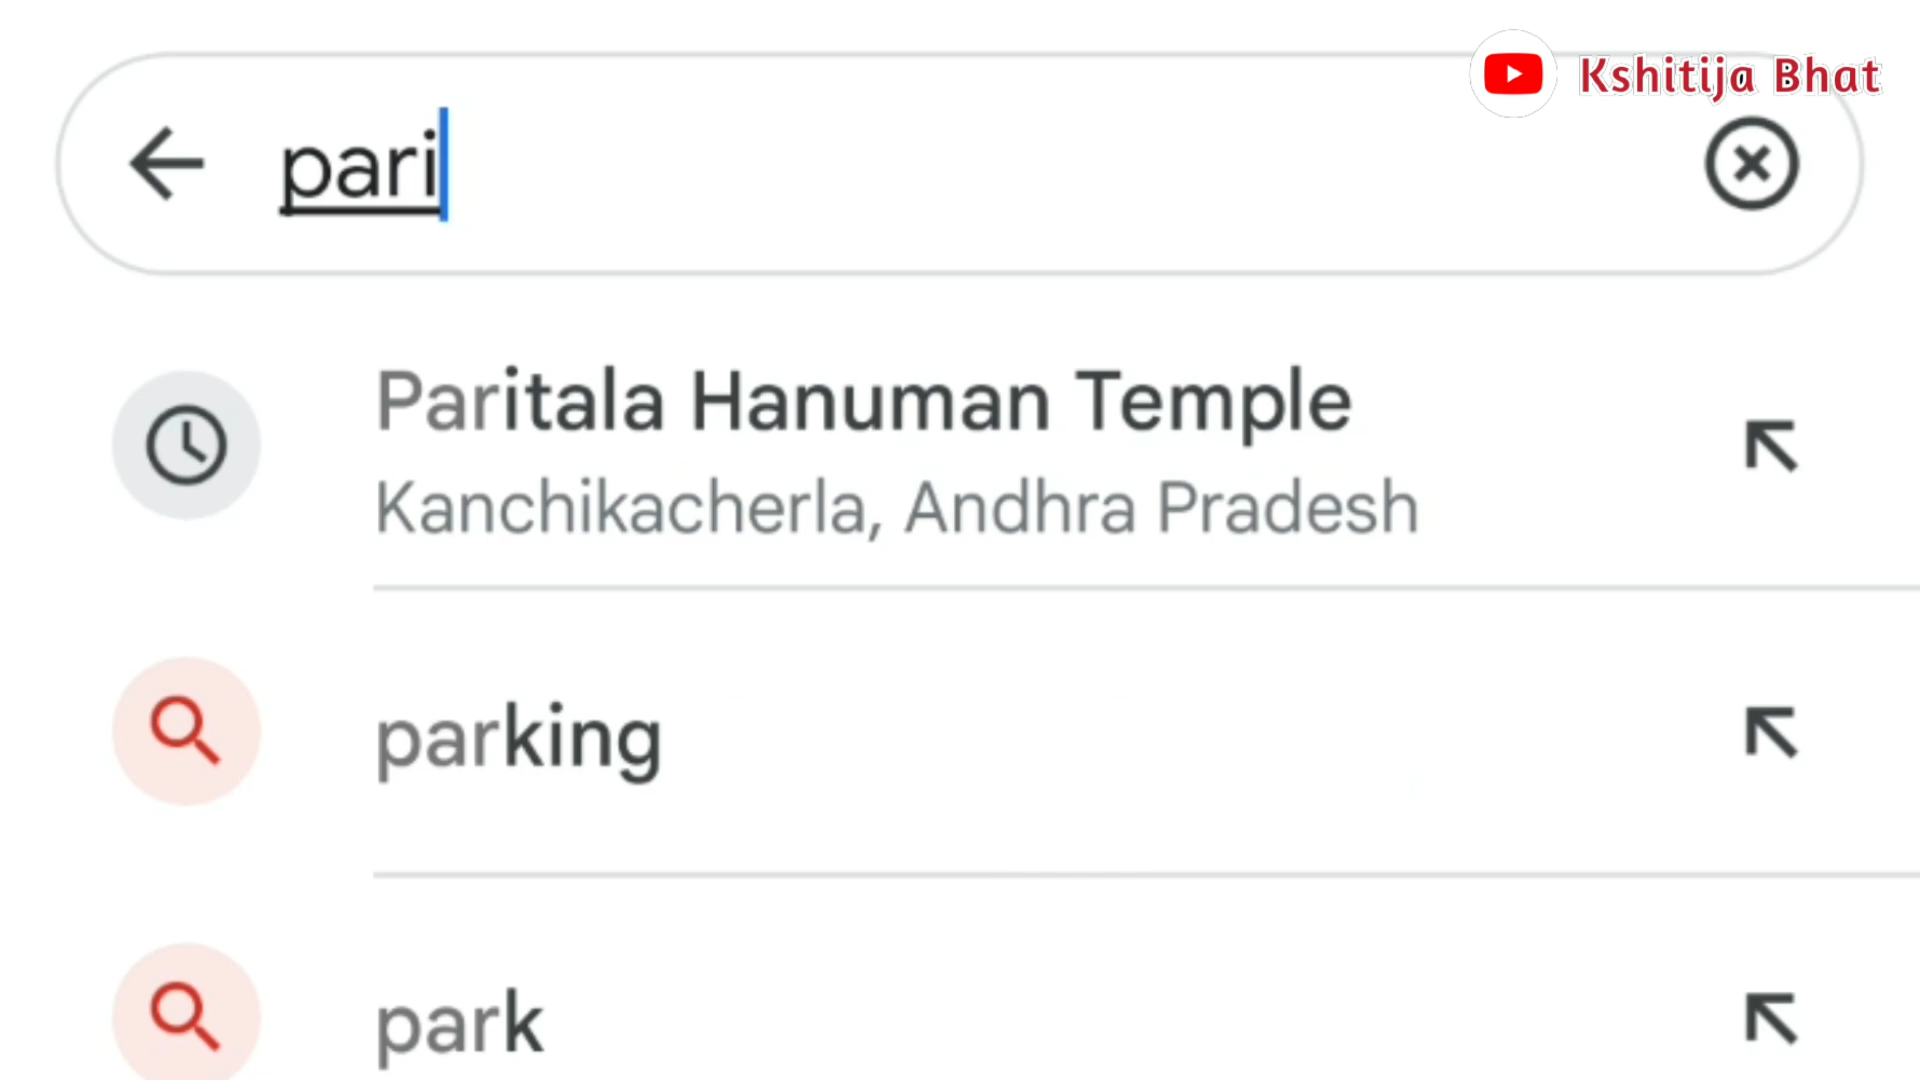 Kshitija Bhat
pari
Paritala Hanuman Temple
Kanchikacherla, Andhra Pradesh
parking
park